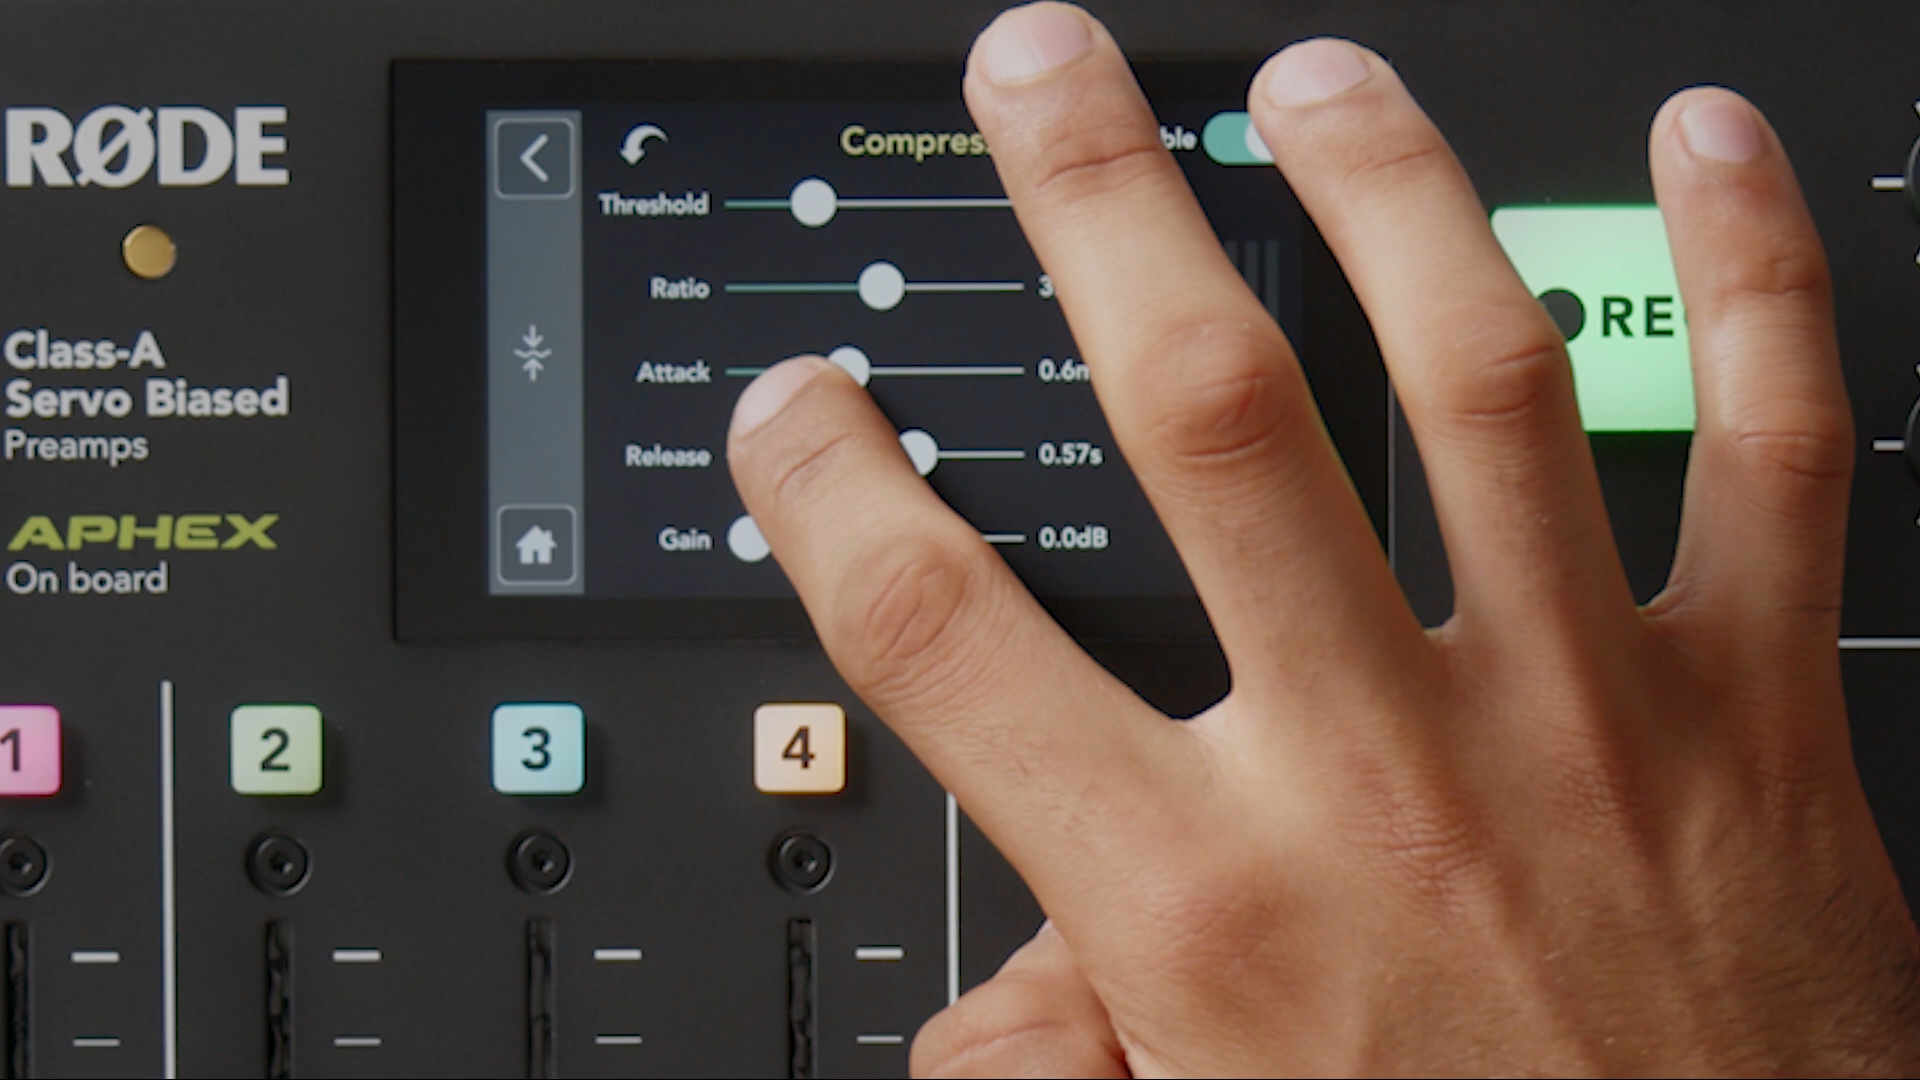 RØDE
Class-A
Servo Biased
Preamps
APHEX
On board
Threshold
Ratio
Attack
Release 0.57s
Gain 0.0dB
1
2
3
4